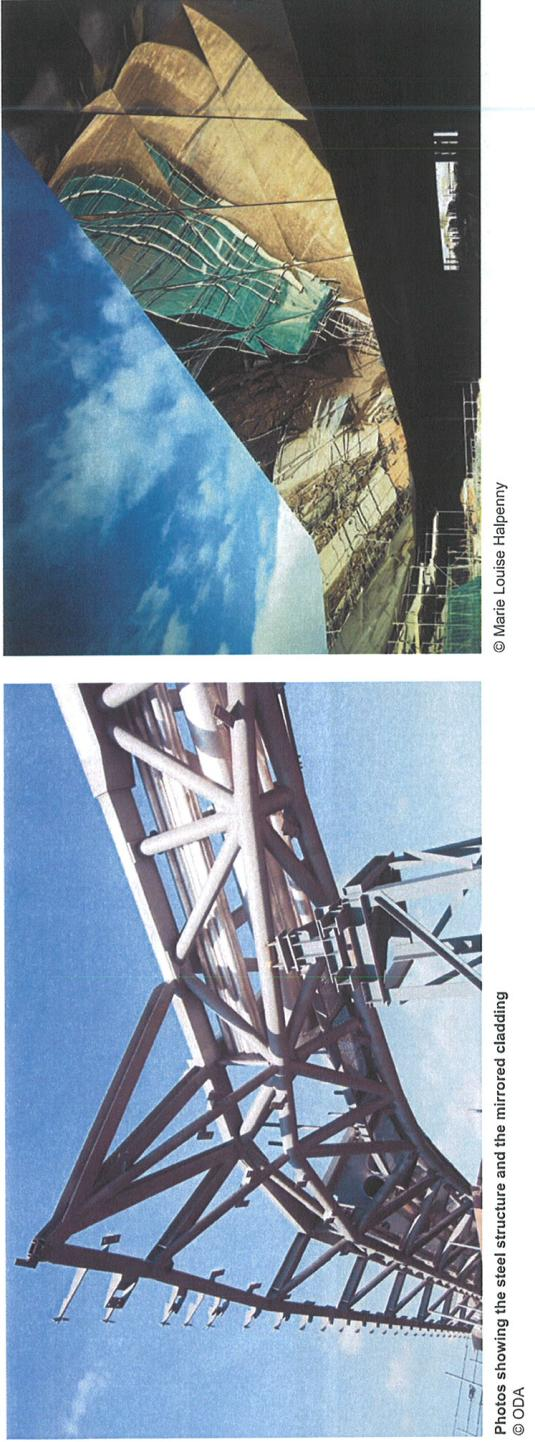 © Marie Louise Halpenny
Photos showing the steel structure and the mirrored cladding
© ODA